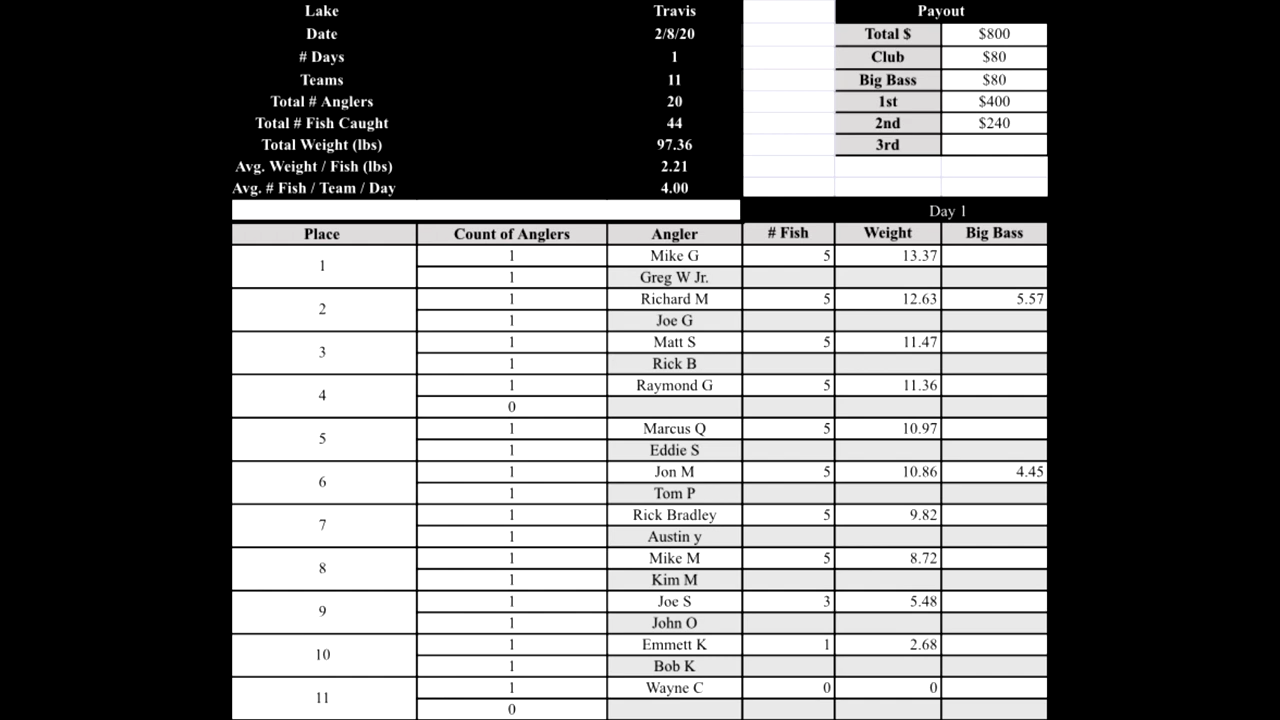 Lake Travis Payout
Date 2/8/20 Total $ $800
# Days 1 Club $80
Teams 11 Big Bass $80
Total # Anglers 20 1st $400
Total # Fish Caught 44 2nd $240
Total Weight (lbs) 97.36 3rd
Avg. Weight / Fish (lbs) 2.21
Avg. # Fish / Team / Day 4.00
Day 1
Place Count of Anglers Angler # Fish Weight Big Bass
1 1 Mike G 5 13.37
1 Greg W Jr.
2 1 Richard M 5 12.63 5.57
1 Joe G
3 1 Matt S 5 11.47
1 Rick B
4 1 Raymond G 5 11.36
0
5 1 Marcus Q 5 10.97
1 Eddie S
6 1 Jon M 5 10.86 4.45
1 Tom P
7 1 Rick Bradley 5 9.82
1 Austin y
8 1 Mike M 5 8.72
1 Kim M
9 1 Joe S 3 5.48
1 John O
10 1 Emmett K 1 2.68
1 Bob K
11 1 Wayne C 0 0
0